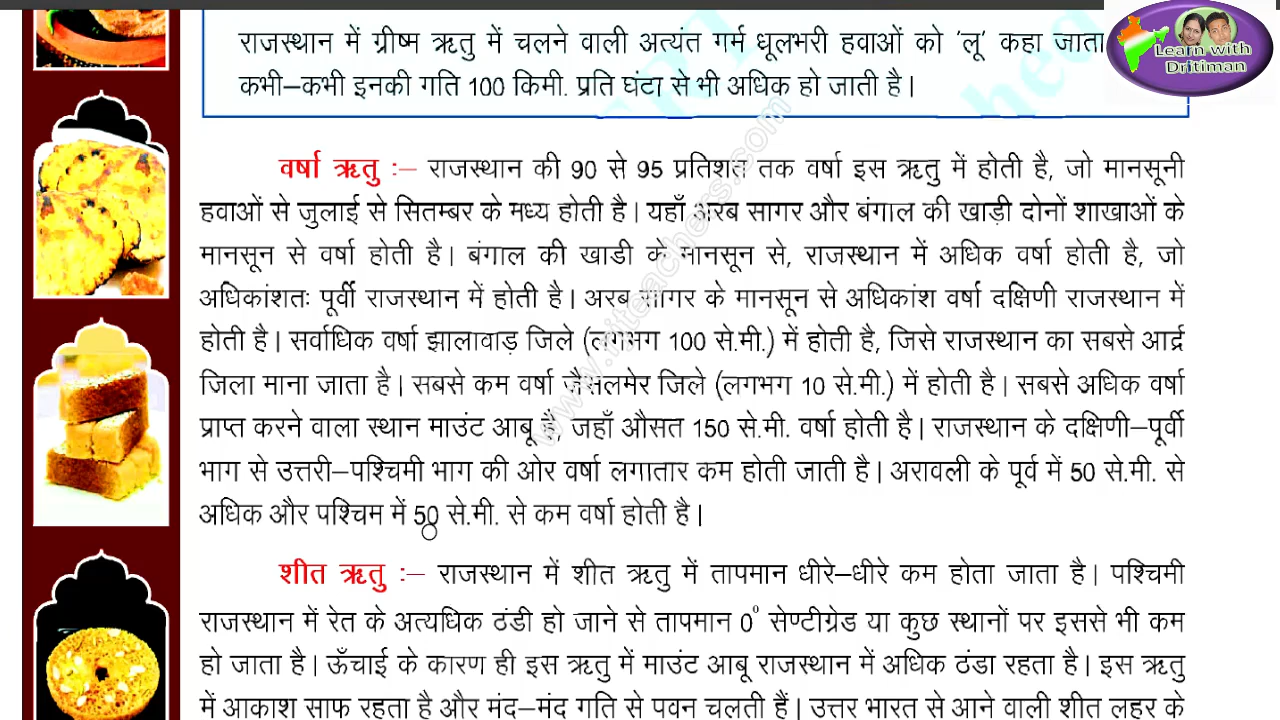 राजस्थान में ग्रीष्म ऋतु में चलने वाली अत्यंत गर्म धूलभरी हवाओं को 'लू' कहा जाता
कभी–कभी इनकी गति 100 किमी. प्रति घंटा से भी अधिक हो जाती है।
Learn with
Dritiman
वर्षा ऋतु :– राजस्थान की 90 से 95 प्रतिशत तक वर्षा इस ऋतु में होती है, जो मानसूनी
हवाओं से जुलाई से सितम्बर के मध्य होती है। यहाँ अरब सागर और बंगाल की खाड़ी दोनों शाखाओं के
मानसून से वर्षा होती है। बंगाल की खाडी के मानसून से, राजस्थान में अधिक वर्षा होती है, जो
अधिकांशतः पूर्वी राजस्थान में होती है। अरब सागर के मानसून से अधिकांश वर्षा दक्षिणी राजस्थान में
होती है। सर्वाधिक वर्षा झालावाड़ जिले (लगभग 100 से.मी.) में होती है, जिसे राजस्थान का सबसे आर्द्र
जिला माना जाता है। सबसे कम वर्षा जैसलमेर जिले (लगभग 10 से.मी.) में होती है। सबसे अधिक वर्षा
प्राप्त करने वाला स्थान माउंट आबू है, जहाँ औसत 150 से.मी. वर्षा होती है। राजस्थान के दक्षिणी–पूर्वी
भाग से उत्तरी–पश्चिमी भाग की ओर वर्षा लगातार कम होती जाती है। अरावली के पूर्व में 50 से.मी. से
अधिक और पश्चिम में 50 से.मी. से कम वर्षा होती है।
शीत ऋतु :– राजस्थान में शीत ऋतु में तापमान धीरे–धीरे कम होता जाता है। पश्चिमी
राजस्थान में रेत के अत्यधिक ठंडी हो जाने से तापमान 0° सेण्टीग्रेड या कुछ स्थानों पर इससे भी कम
हो जाता है। ऊँचाई के कारण ही इस ऋतु में माउंट आबू राजस्थान में अधिक ठंडा रहता है। इस ऋतु
में आकाश साफ रहता है और मंद–मंद गति से पवन चलती हैं। उत्तर भारत से आने वाली शीत लहर के